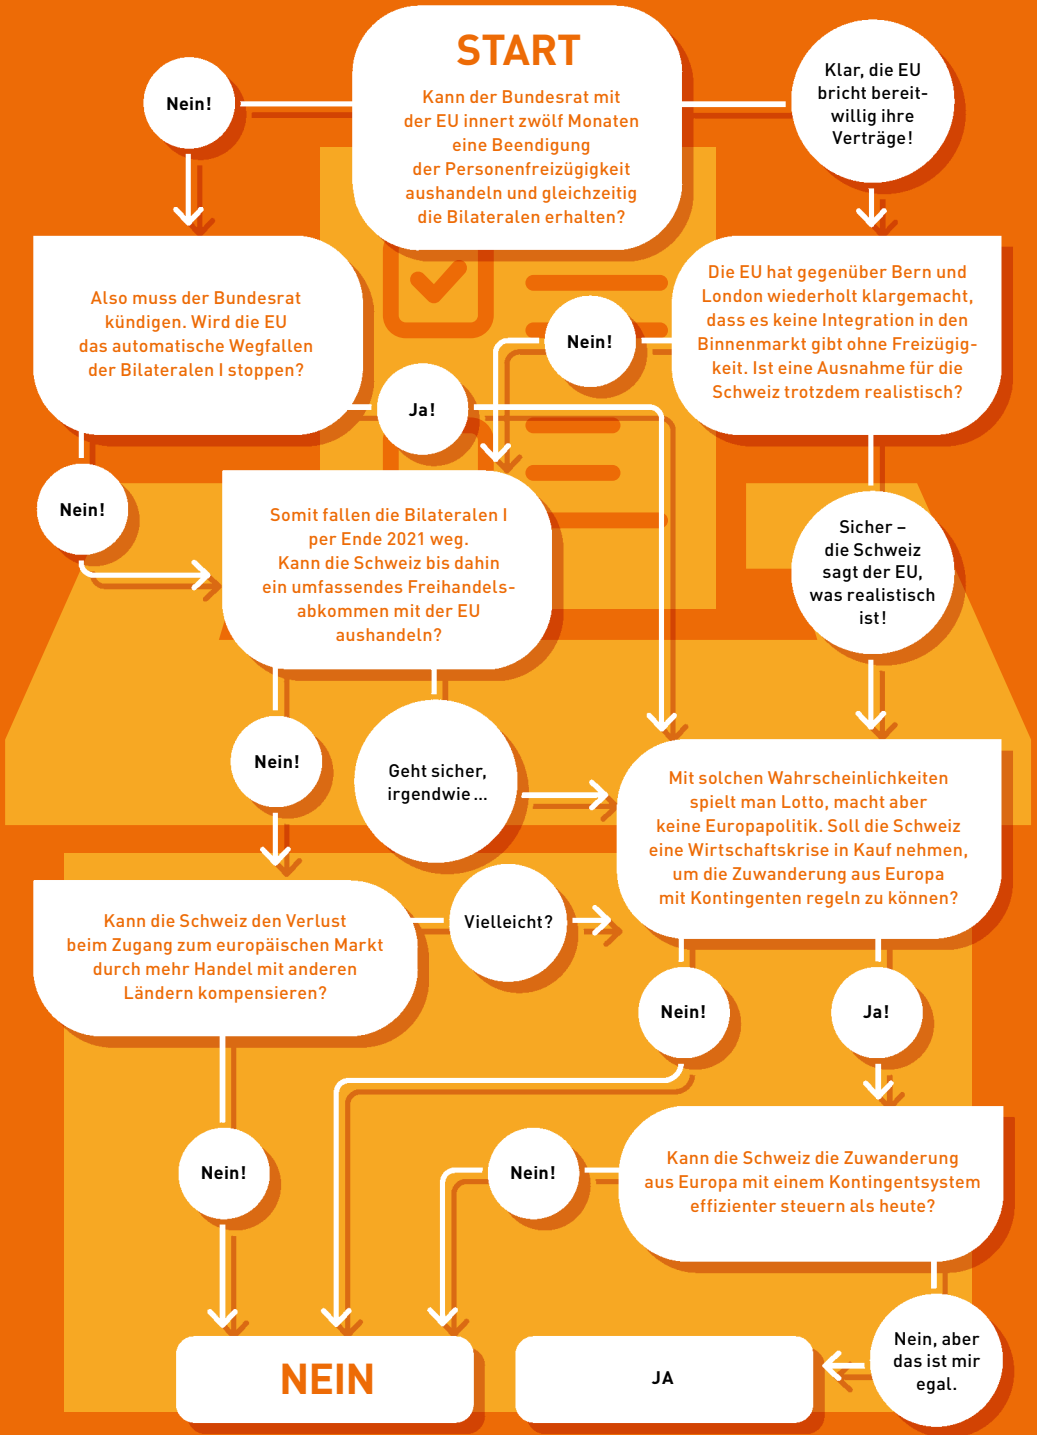 START
Kann der Bundesrat mit
der EU innert zwölf Monaten
eine Beendigung
der Personenfreizügigkeit
aushandeln und gleichzeitig
die Bilateralen erhalten?
Nein!
Klar, die EU
bricht bereit-
willig ihre
Verträge!
Also muss der Bundesrat
kündigen. Wird die EU
das automatische Wegfallen
der Bilateralen I stoppen?
Die EU hat gegenüber Bern und
London wiederholt klargemacht,
dass es keine Integration in den
Binnenmarkt gibt ohne Freizügig-
keit. Ist eine Ausnahme für die
Schweiz trotzdem realistisch?
Nein!
Ja!
Nein!
Sicher –
die Schweiz
sagt der EU,
was realistisch
ist!
Somit fallen die Bilateralen I
per Ende 2021 weg.
Kann die Schweiz bis dahin
ein umfassendes Freihandels-
abkommen mit der EU
aushandeln?
Nein!
Geht sicher,
irgendwie ...
Mit solchen Wahrscheinlichkeiten
spielt man Lotto, macht aber
keine Europapolitik. Soll die Schweiz
eine Wirtschaftskrise in Kauf nehmen,
um die Zuwanderung aus Europa
mit Kontingenten regeln zu können?
Kann die Schweiz den Verlust
beim Zugang zum europäischen Markt
durch mehr Handel mit anderen
Ländern kompensieren?
Vielleicht?
Nein!
Ja!
Nein!
Nein!
Kann die Schweiz die Zuwanderung
aus Europa mit einem Kontingentsystem
effizienter steuern als heute?
Nein, aber
das ist mir
egal.
NEIN
JA